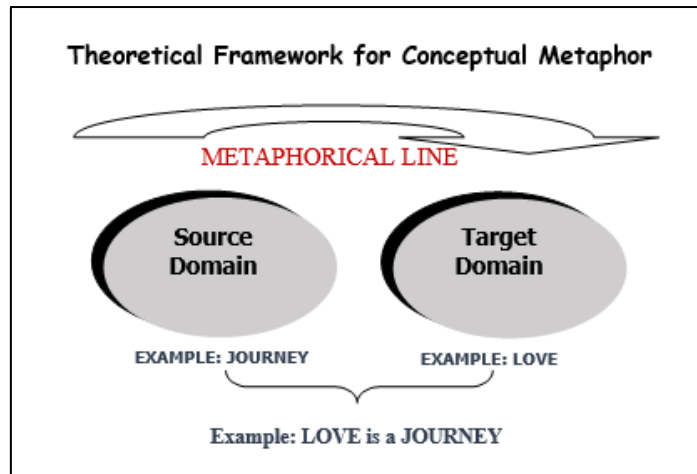 Theoretical Framework for Conceptual Metaphor
METAPHORICAL LINE
Source
Domain
Target
Domain
EXAMPLE: JOURNEY
EXAMPLE: LOVE
Example: LOVE is a JOURNEY